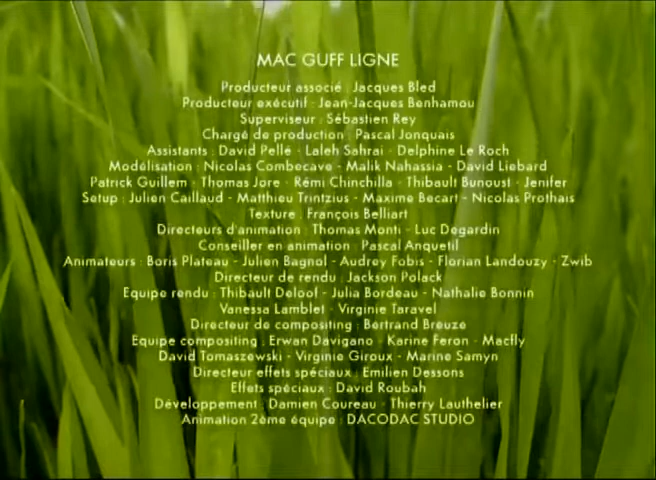 MAC GUFF LIGNE
Producteur associé : Jacques Bled
Producteur exécutif : Jean-Jacques Benhamou
Superviseur : Sébastien Rey
Chargé de production : Pascal Jonquais
Assistants : David Pellé - Laleh Sahrai - Delphine Le Roch
Modélisation : Nicolas Combecave - Malik Nahassia - David Liebard
Patrick Guillem - Thomas Jore - Rémi Chinchilla - Thibault Bunoust - Jenifer
Setup : Julien Caillaud - Matthieu Trintzius - Maxime Becart - Nicolas Prothais
Texture : François Belliart
Directeurs d'animation : Thomas Monti - Luc Degardin
Conseiller en animation : Pascal Anquetil
Animateurs : Boris Plateau - Julien Bagnol - Audrey Fobis - Florian Landouzy - Zwib
Directeur de rendu : Jackson Polack
Equipe rendu : Thibault Deloof - Julia Bordeau - Nathalie Bonnin
Vanessa Lamblet - Virginie Taravel
Directeur de compositing : Bertrand Breuze
Equipe compositing : Erwan Davigano - Karine Feron - Macfly
David Tomaszewski - Virginie Giroux - Marine Samyn
Directeur effets spéciaux : Emilien Dessons
Effets spéciaux : David Roubah
Développement : Damien Coureau - Thierry Lauthelier
Animation 2ème équipe : DACODAC STUDIO